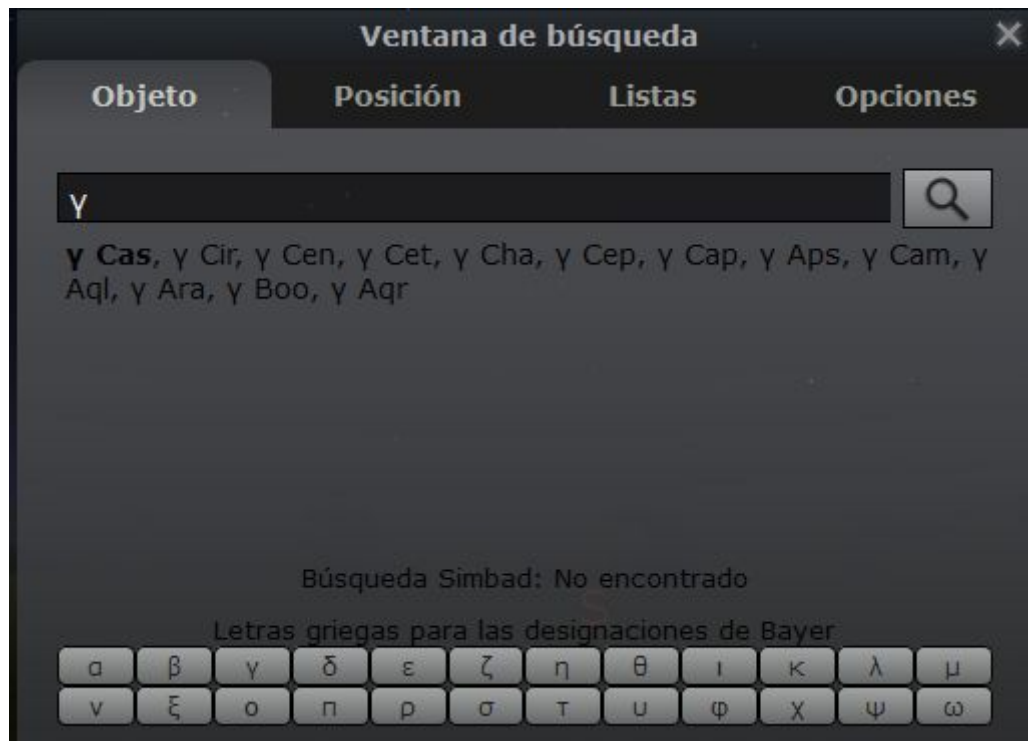 Ventana de búsqueda
Objeto Posición Listas Opciones
γ
γ Cas, γ Cir, γ Cen, γ Cet, γ Cha, γ Cep, γ Cap, γ Aps, γ Cam, γ
Aql, γ Ara, γ Boo, γ Aqr
Búsqueda Simbad: No encontrado
Letras griegas para las designaciones de Bayer
α β γ δ ε ζ η θ ι κ λ μ
ν ξ ο π ρ σ τ υ φ χ ψ ω